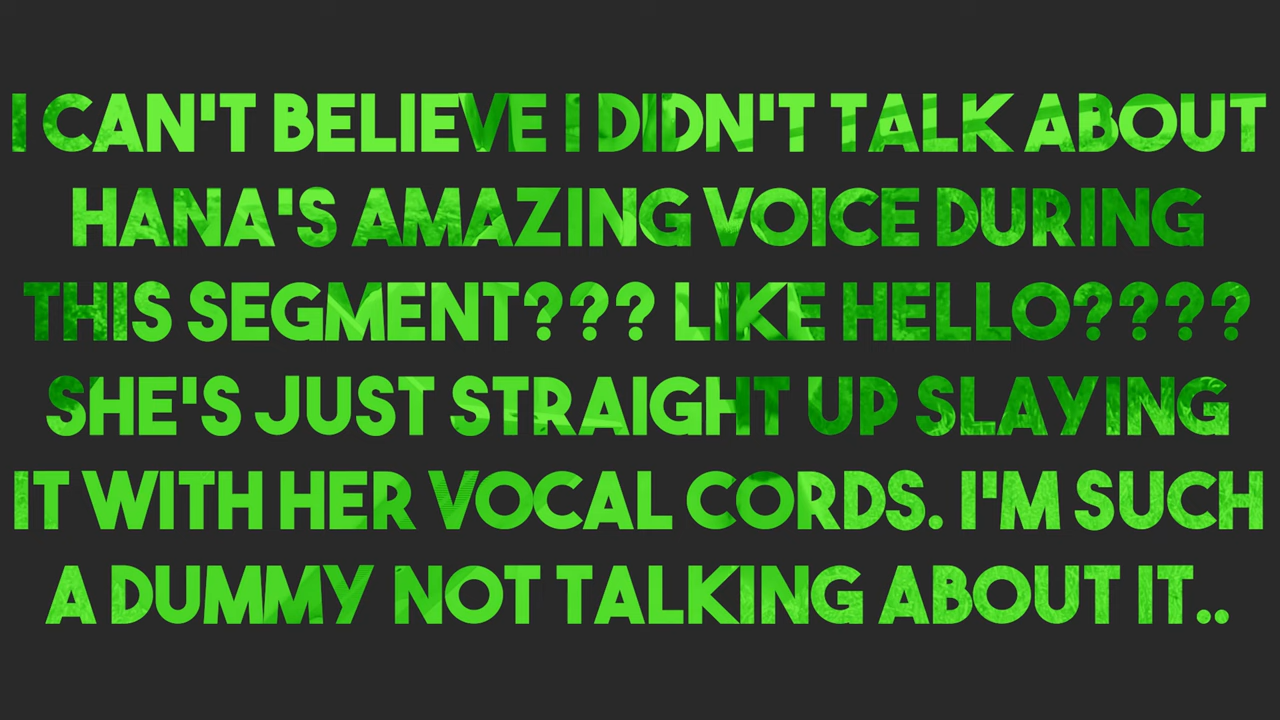 I CAN'T BELIEVE I DIDN'T TALK ABOUT
HANA'S AMAZING VOICE DURING
THIS SEGMENT??? LIKE HELLO????
SHE'S JUST STRAIGHT UP SLAYING
IT WITH HER VOCAL CORDS. I'M SUCH
A DUMMY NOT TALKING ABOUT IT..